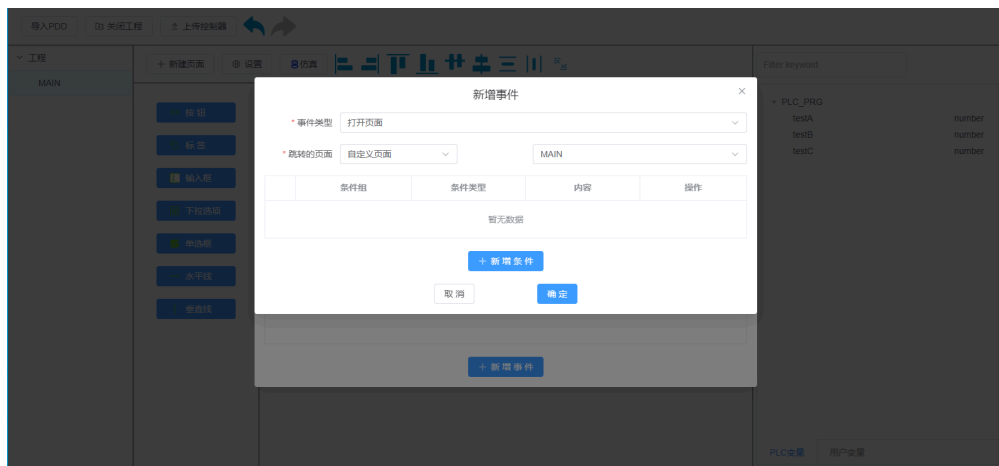 导入PDD 关闭工程 上传控制器
工程
MAIN
+ 新建页面 设置 仿真
Filter keyword
按钮
标签
输入框
下拉选项
单选框
水平线
垂直线
新增事件 ×
* 事件类型 打开页面
* 跳转的页面 自定义页面 MAIN
条件组 条件类型 内容 操作
暂无数据
+ 新增条件
取消 确定
+ 新增事件
PLC_PRG
testA number
testB number
testC number
PLC变量 用户变量